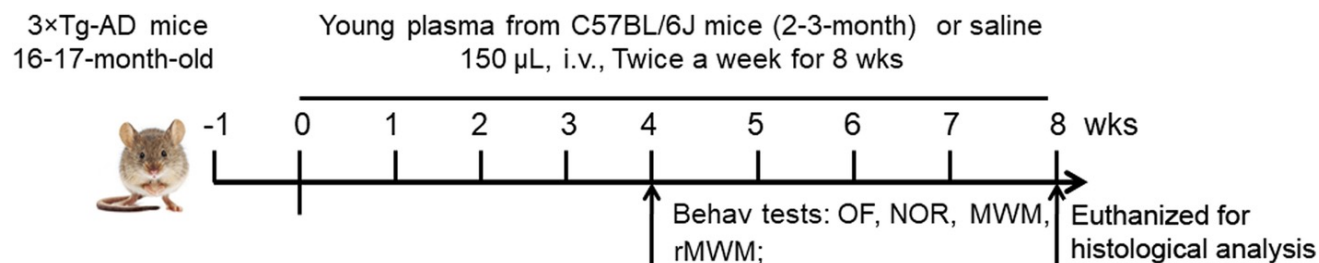 3×Tg-AD mice
16-17-month-old
Young plasma from C57BL/6J mice (2-3-month) or saline
150 µL, i.v., Twice a week for 8 wks
-1 0 1 2 3 4 5 6 7 8 wks
Behav tests: OF, NOR, MWM,
rMWM;
Euthanized for
histological analysis